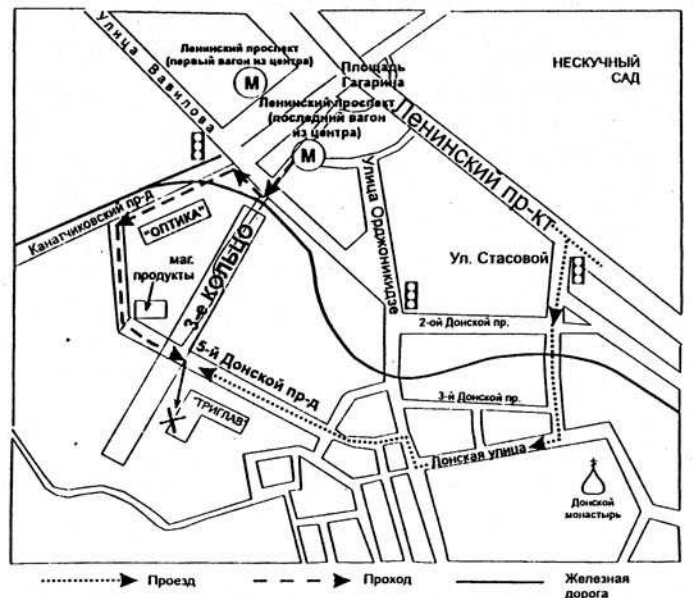 Улица Вавилова
Ленинский проспект
(первый вагон из центра)
М
Площадь
Гагарина
НЕСКУЧНЫЙ
САД
Ленинский проспект
(последний вагон
из центра)
М
Ленинский пр-кт
Улица Орджоникидзе
Канатчиковский пр-д
"ОПТИКА"
маг.
продукты
3-е КОЛЬЦО
Ул. Стасовой
2-ой Донской пр.
5-й Донской пр-д
3-й Донской пр.
"ТРИГЛАВ"
Донская улица
Донской
монастырь
Проезд
Проход
Железная
дорога